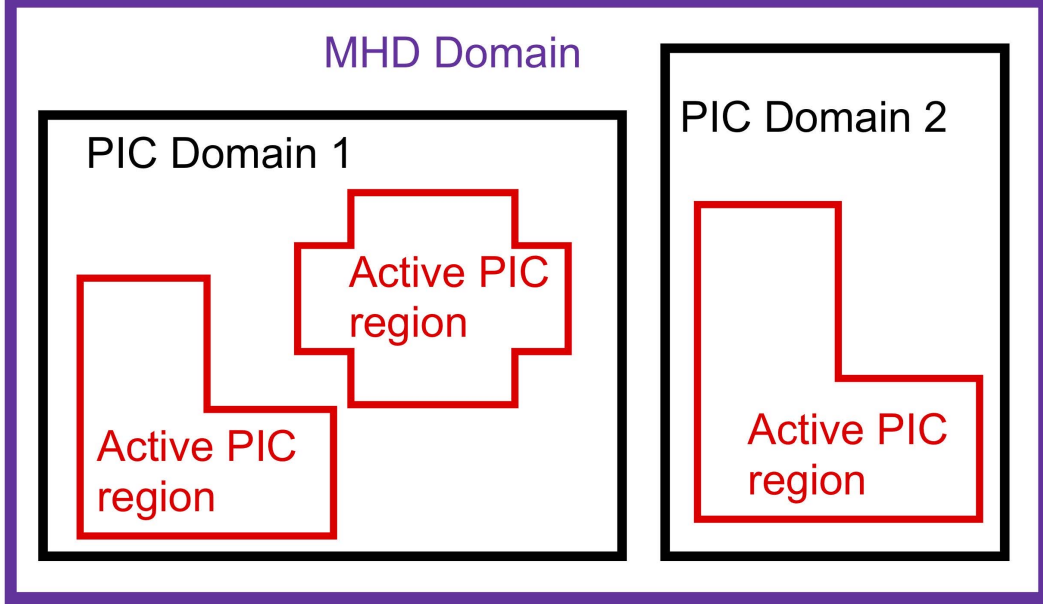 MHD Domain
PIC Domain 1
Active PIC
region
Active PIC
region
PIC Domain 2
Active PIC
region